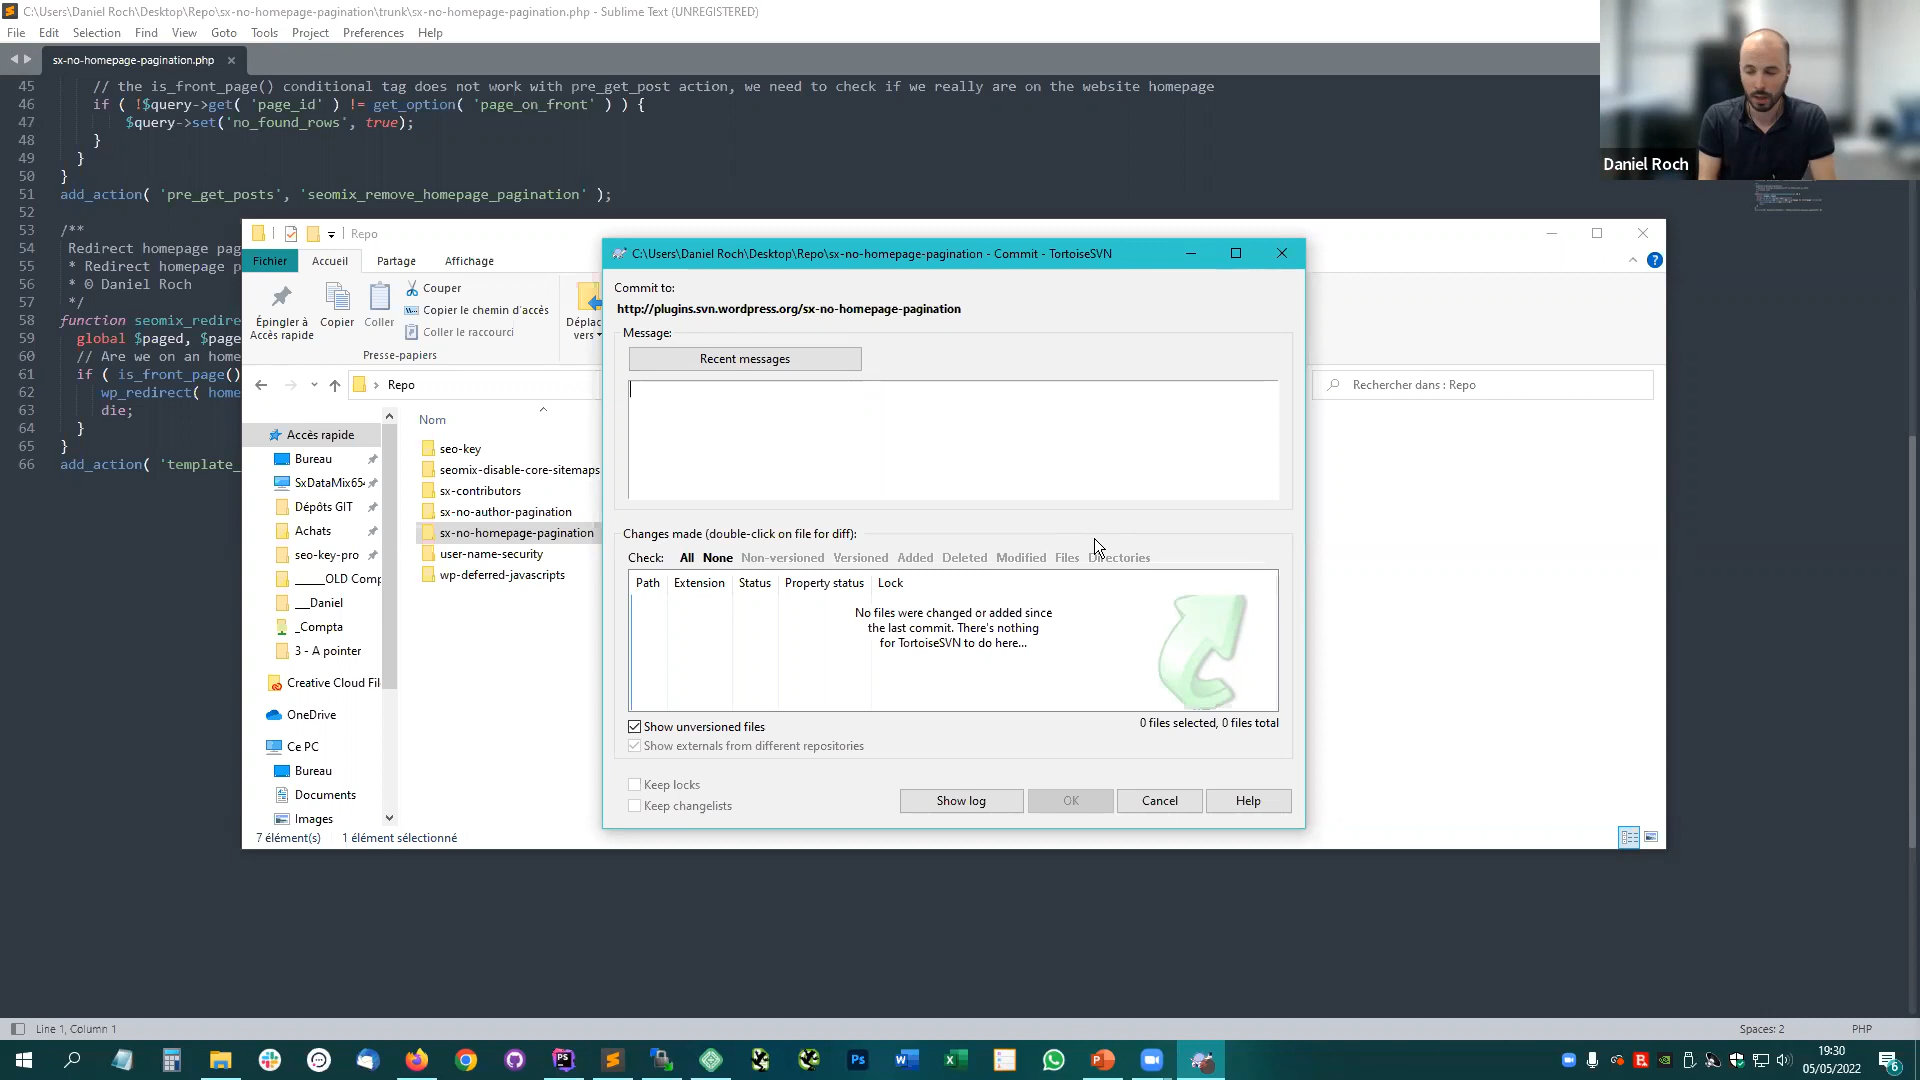 C:\Users\Daniel Roch\Desktop\Repo\sx-no-homepage-pagination\trunk\sx-no-homepage-pagination.php - Sublime Text (UNREGISTERED)
File Edit Selection Find View Goto Tools Project Preferences Help
sx-no-homepage-pagination.php
45 // the is_front_page() conditional tag does not work with pre_get_post action, we need to check if we really are on the website homepage
46 if ( !$query->get( 'page_id' ) != get_option( 'page_on_front' ) ) {
47 $query->set('no_found_rows', true);
48 }
49 }
50 }
51 add_action( 'pre_get_posts', 'seomix_remove_homepage_pagination' );
52
53 /**
54 Redirect homepage pag
55 * Redirect homepage p
56 * © Daniel Roch
57 */
58 function seomix_redire
59 global $paged, $page
60 // Are we on an home
61 if ( is_front_page()
62 wp_redirect( home
63 die;
64 }
65 }
66 add_action( 'template_
Daniel Roch
Repo
Fichier Accueil Partage Affichage
Épingler à Accès rapide
Copier
Coller
Couper
Copier le chemin d'accès
Coller le raccourci
Déplac
vers
Presse-papiers
Repo
Rechercher dans : Repo
Accès rapide
Bureau
SxDataMix654
Dépôts GIT
Achats
seo-key-pro
_____OLD Comp
___Daniel
_Compta
3 - A pointer
Creative Cloud Fil
OneDrive
Ce PC
Bureau
Documents
Images
Nom
seo-key
seomix-disable-core-sitemaps
sx-contributors
sx-no-author-pagination
sx-no-homepage-pagination
user-name-security
wp-deferred-javascripts
7 élément(s) 1 élément sélectionné
C:\Users\Daniel Roch\Desktop\Repo\sx-no-homepage-pagination - Commit - TortoiseSVN
Commit to:
http://plugins.svn.wordpress.org/sx-no-homepage-pagination
Message:
Recent messages
Changes made (double-click on file for diff):
Check: All None Non-versioned Versioned Added Deleted Modified Files Directories
Path Extension Status Property status Lock
No files were changed or added since
the last commit. There's nothing
for TortoiseSVN to do here...
Show unversioned files
0 files selected, 0 files total
Show externals from different repositories
Keep locks
Keep changelists
Show log OK Cancel Help
Line 1, Column 1
Spaces: 2
PHP
19:30
05/05/2022
6